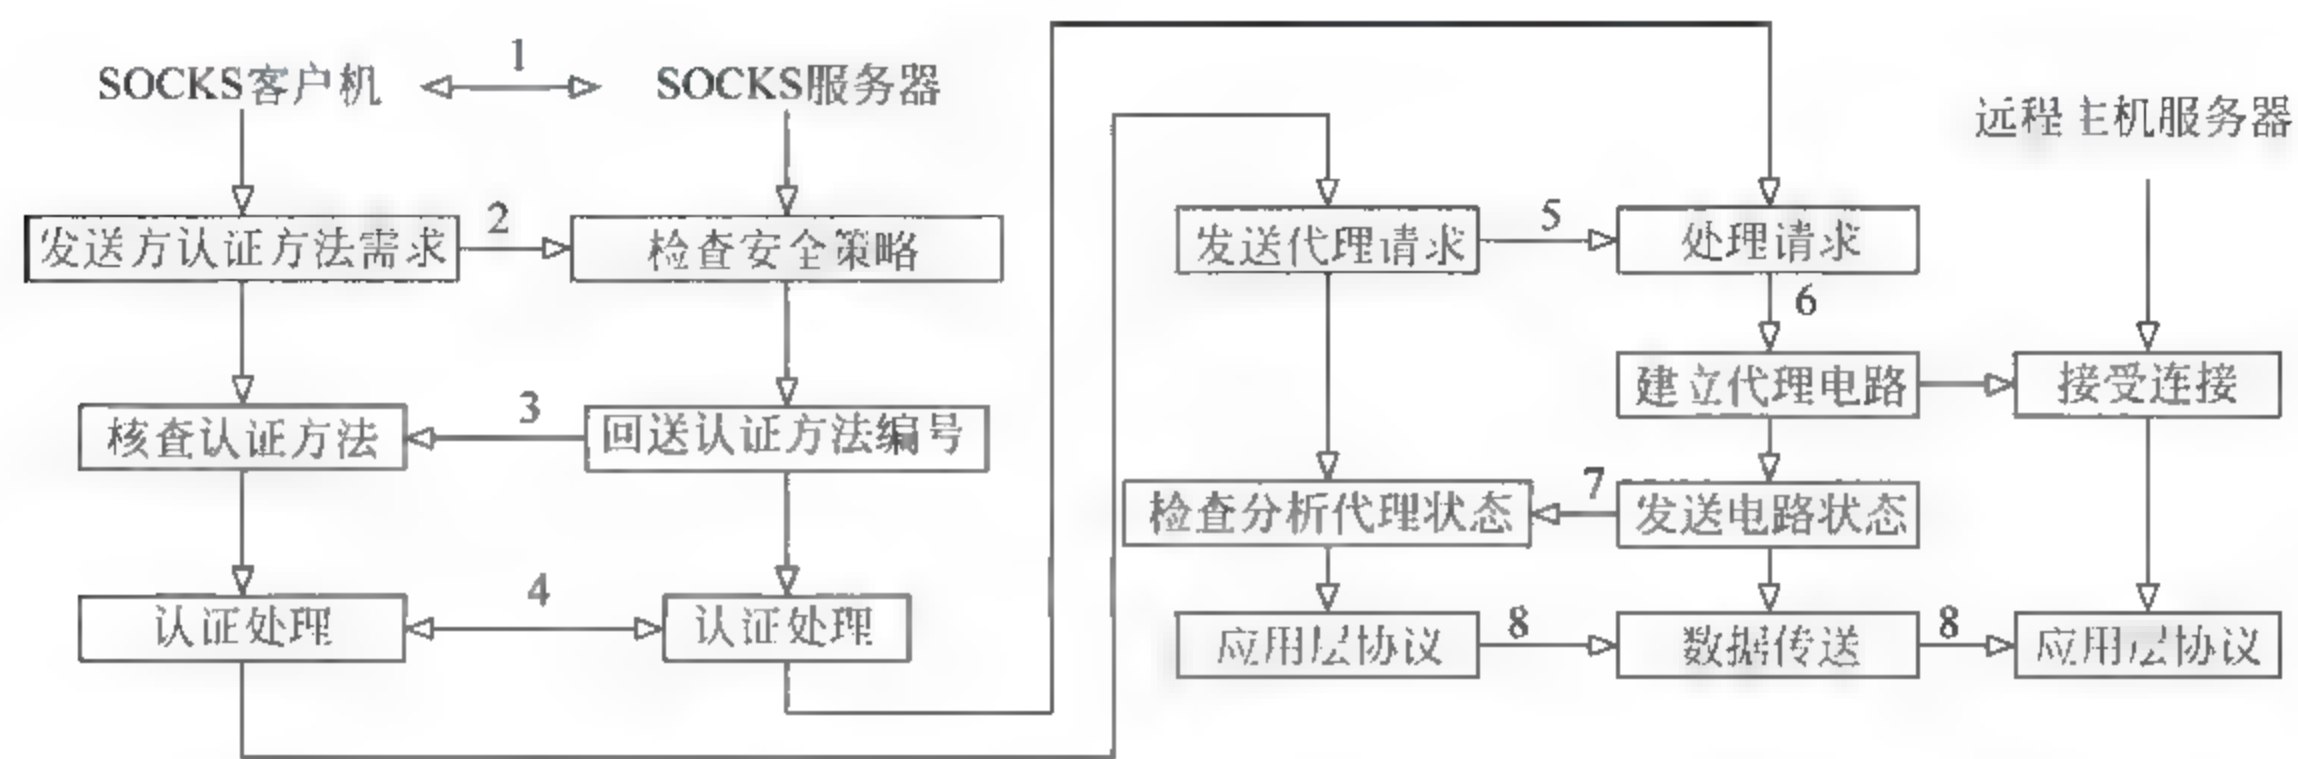 1
SOCKS客户机
SOCKS服务器
远程主机服务器
发送方认证方法需求
2
检查安全策略
发送代理请求
5
处理请求
6
建立代理电路
接受连接
核查认证方法
3
回送认证方法编号
检查分析代理状态
7
发送电路状态
认证处理
4
认证处理
应用层协议
8
数据传送
8
应用层协议